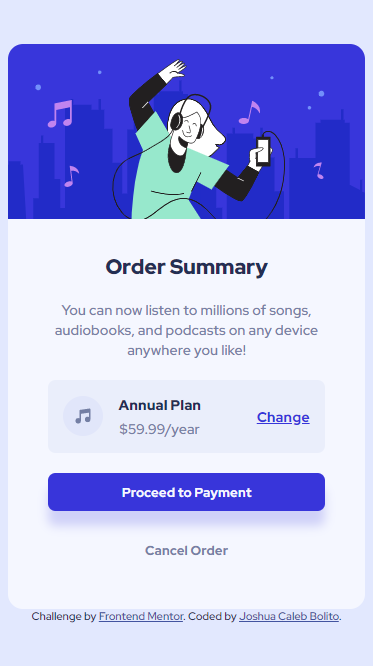 Order Summary
You can now listen to millions of songs,
audiobooks, and podcasts on any device
anywhere you like!
Annual Plan
$59.99/year
Change
Proceed to Payment
Cancel Order
Challenge by Frontend Mentor. Coded by Joshua Caleb Bolito.